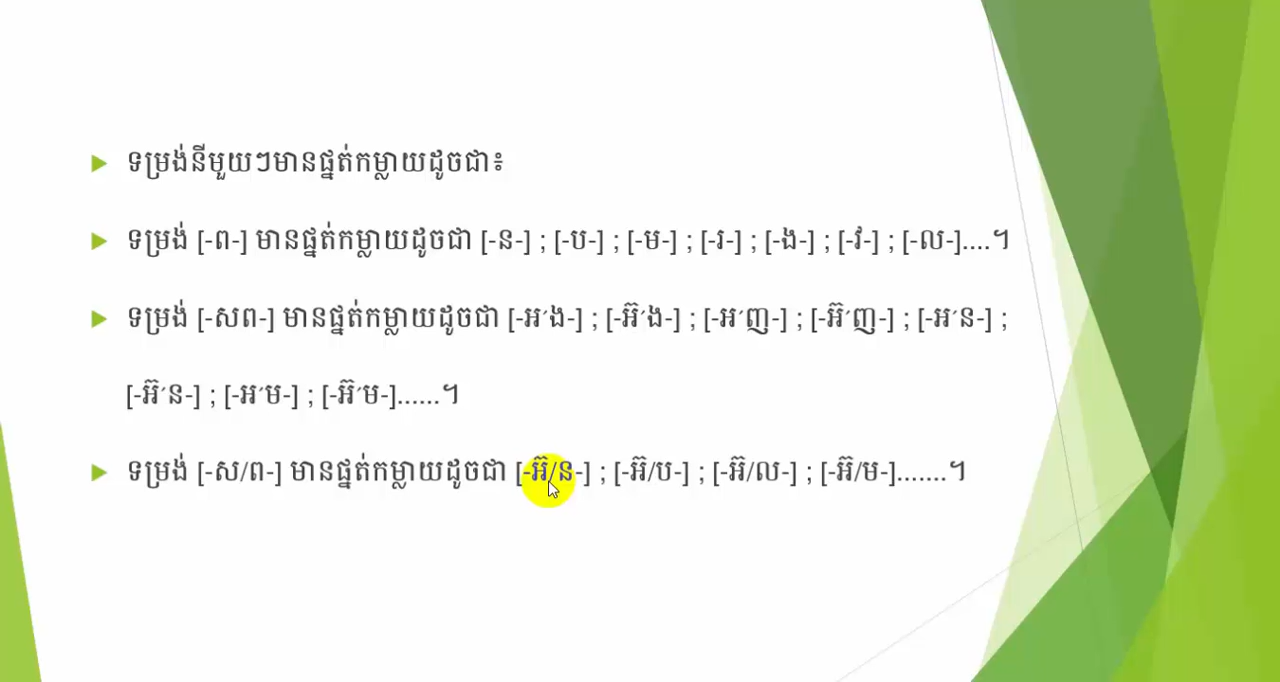 ទម្រង់នីមួយៗមានផ្នត់កម្លាយដូចជា៖
ទម្រង់ [-ព-] មានផ្នត់កម្លាយដូចជា [-ន-] ; [-ប-] ; [-ម-] ; [-រ-] ; [-ង-] ; [-វ-] ; [-ល-]....។
ទម្រង់ [-សព-] មានផ្នត់កម្លាយដូចជា [-អ៌ង-] ; [-អ៊៌ង-] ; [-អ៌ញ-] ; [-អ៊៌ញ-] ; [-អ៌ន-] ;
[-អ៊៌ន-] ; [-អ៌ម-] ; [-អ៊៌ម-]......។
ទម្រង់ [-ស/ព-] មានផ្នត់កម្លាយដូចជា [-អ៊/ន-] ; [-អ៊/ប-] ; [-អ៊/ល-] ; [-អ៊/ម-].......។